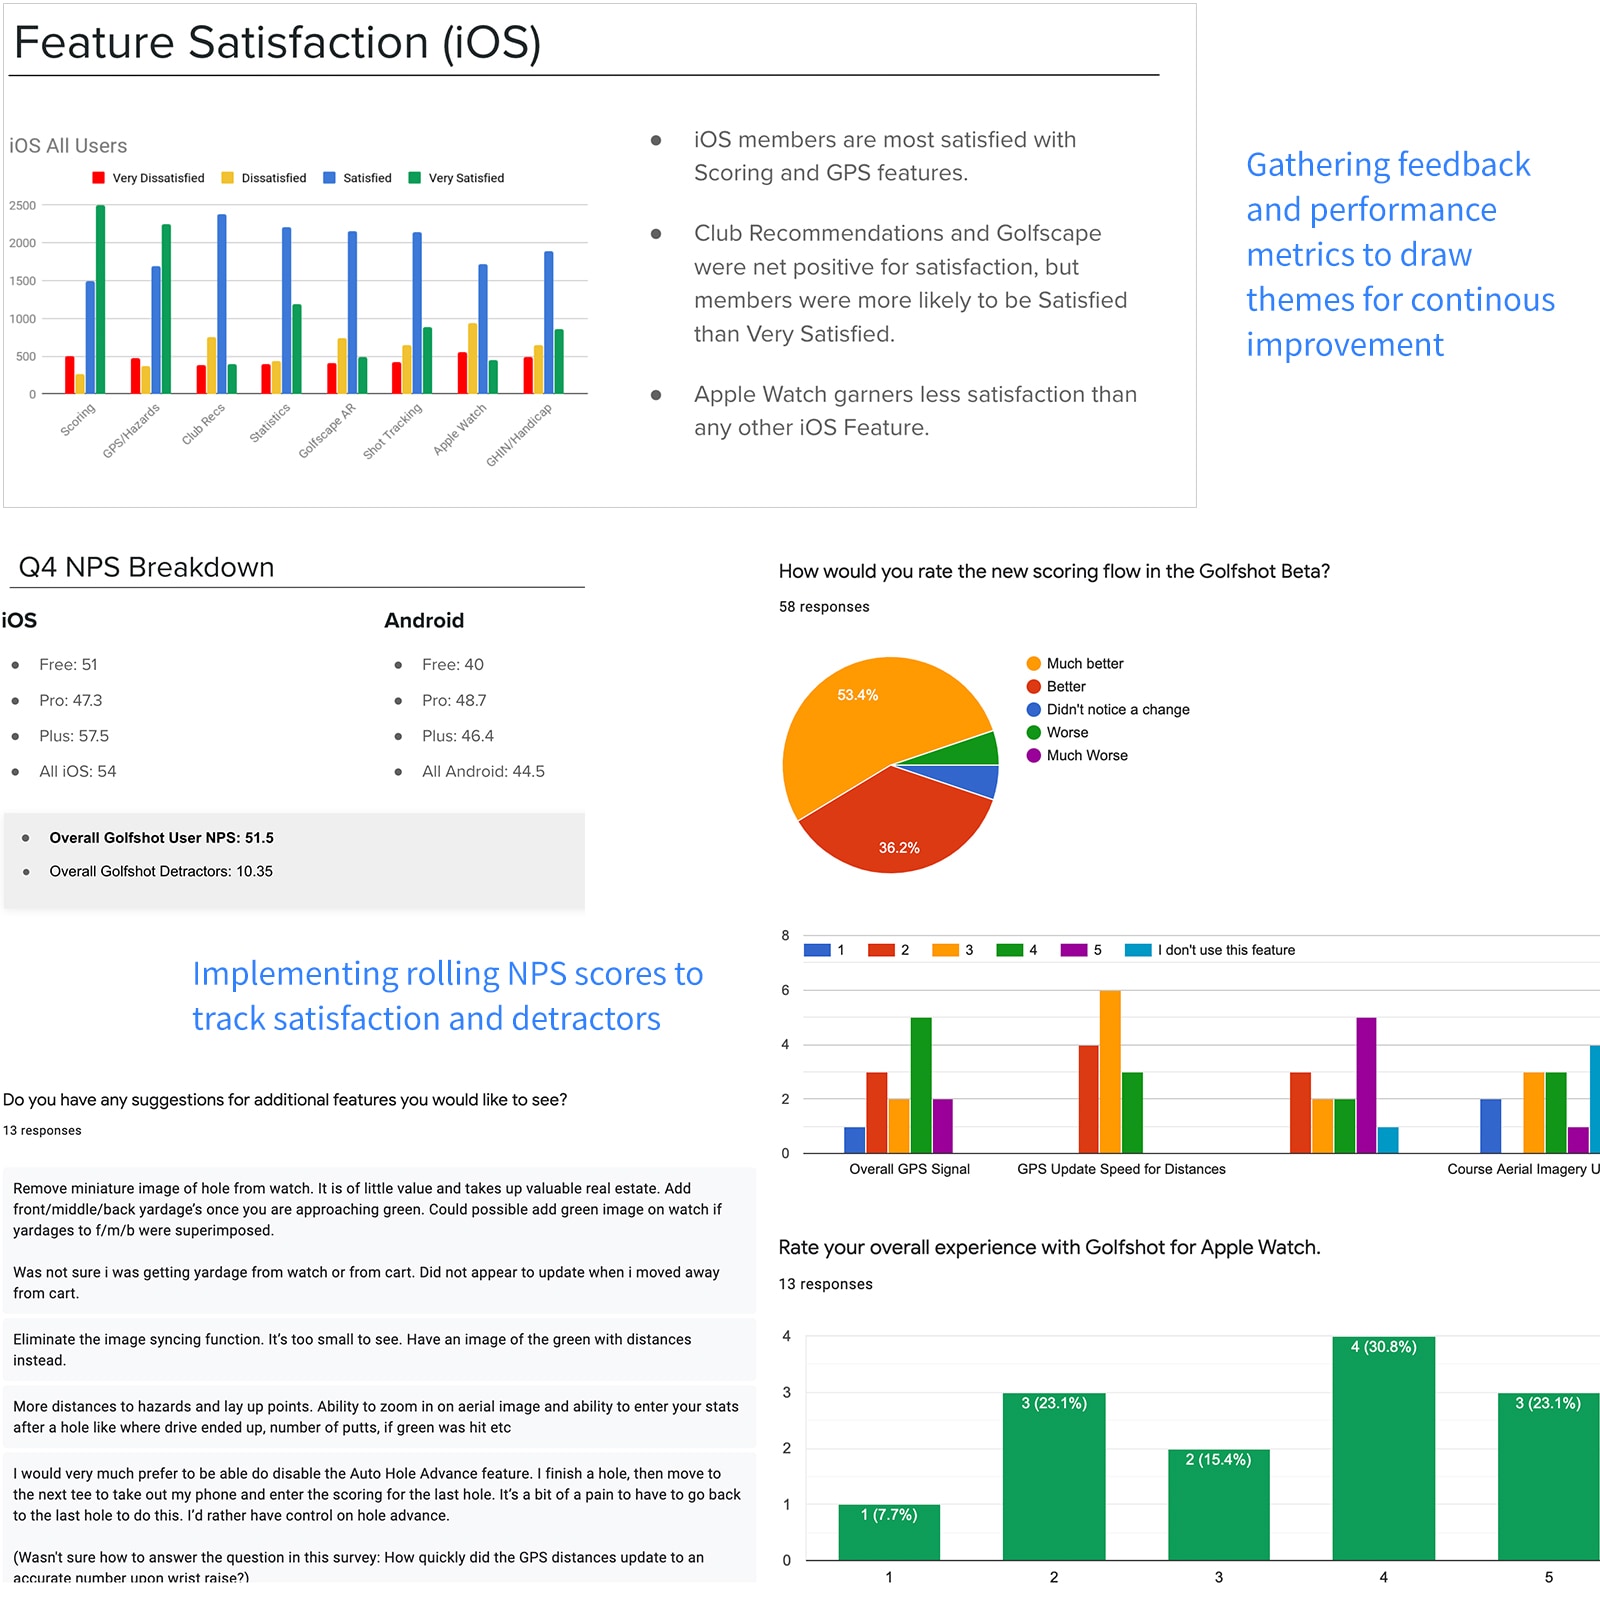 Feature Satisfaction (iOS)
iOS All Users
Very Dissatisfied Dissatisfied Satisfied Very Satisfied
2500
2000
1500
1000
500
0
Scoring
GPS/Hazards
Club Recs
Statistics
Golfscape AR
Shot Tracking
Apple Watch
GHIN/Handicap
● iOS members are most satisfied with
Scoring and GPS features.
● Club Recommendations and Golfscape
were net positive for satisfaction, but
members were more likely to be Satisfied
than Very Satisfied.
● Apple Watch garners less satisfaction than
any other iOS Feature.
Gathering feedback
and performance
metrics to draw
themes for continous
improvement
Q4 NPS Breakdown
iOS
● Free: 51
● Pro: 47.3
● Plus: 57.5
● All iOS: 54
Android
● Free: 40
● Pro: 48.7
● Plus: 46.4
● All Android: 44.5
● Overall Golfshot User NPS: 51.5
● Overall Golfshot Detractors: 10.35
Implementing rolling NPS scores to
track satisfaction and detractors
How would you rate the new scoring flow in the Golfshot Beta?
58 responses
53.4%
36.2%
Much better
Better
Didn't notice a change
Worse
Much Worse
8
6
4
2
0
1 2 3 4 5 I don't use this feature
Overall GPS Signal
GPS Update Speed for Distances
Course Aerial Imagery U
Do you have any suggestions for additional features you would like to see?
13 responses
Remove miniature image of hole from watch. It is of little value and takes up valuable real estate. Add
front/middle/back yardage's once you are approaching green. Could possible add green image on watch if
yardages to f/m/b were superimposed.
Was not sure i was getting yardage from watch or from cart. Did not appear to update when i moved away
from cart.
Eliminate the image syncing function. It's too small to see. Have an image of the green with distances
instead.
More distances to hazards and lay up points. Ability to zoom in on aerial image and ability to enter your stats
after a hole like where drive ended up, number of putts, if green was hit etc
I would very much prefer to be able do disable the Auto Hole Advance feature. I finish a hole, then move to
the next tee to take out my phone and enter the scoring for the last hole. It's a bit of a pain to have to go back
to the last hole to do this. I'd rather have control on hole advance.
(Wasn't sure how to answer the question in this survey: How quickly did the GPS distances update to an
accurate number upon wrist raise?)
Rate your overall experience with Golfshot for Apple Watch.
13 responses
4
3
2
1
0
1 (7.7%)
3 (23.1%)
2 (15.4%)
4 (30.8%)
3 (23.1%)
1
2
3
4
5